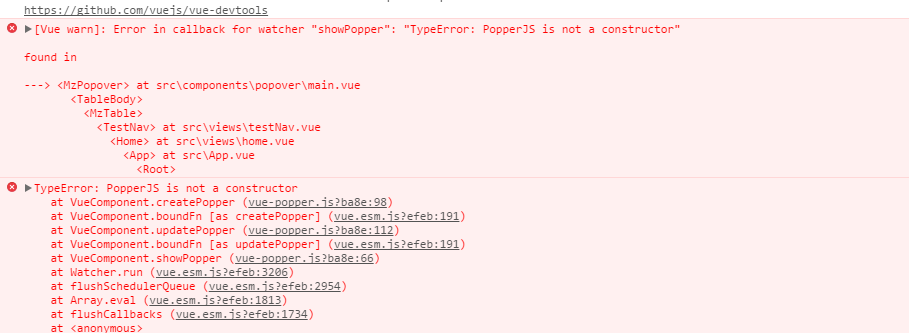 https://github.com/vuejs/vue-devtools
[Vue warn]: Error in callback for watcher "showPopper": "TypeError: PopperJS is not a constructor"
found in
---> <MzPopover> at src\components\popover\main.vue
<TableBody>
<MzTable>
<TestNav> at src\views\testNav.vue
<Home> at src\views\home.vue
<App> at src\App.vue
<Root>
TypeError: PopperJS is not a constructor
at VueComponent.createPopper (vue-popper.js?ba8e:98)
at VueComponent.boundFn [as createPopper] (vue.esm.js?efeb:191)
at VueComponent.updatePopper (vue-popper.js?ba8e:112)
at VueComponent.boundFn [as updatePopper] (vue.esm.js?efeb:191)
at VueComponent.showPopper (vue-popper.js?ba8e:66)
at Watcher.run (vue.esm.js?efeb:3206)
at flushSchedulerQueue (vue.esm.js?efeb:2954)
at Array.eval (vue.esm.js?efeb:1813)
at flushCallbacks (vue.esm.js?efeb:1734)
at <anonymous>